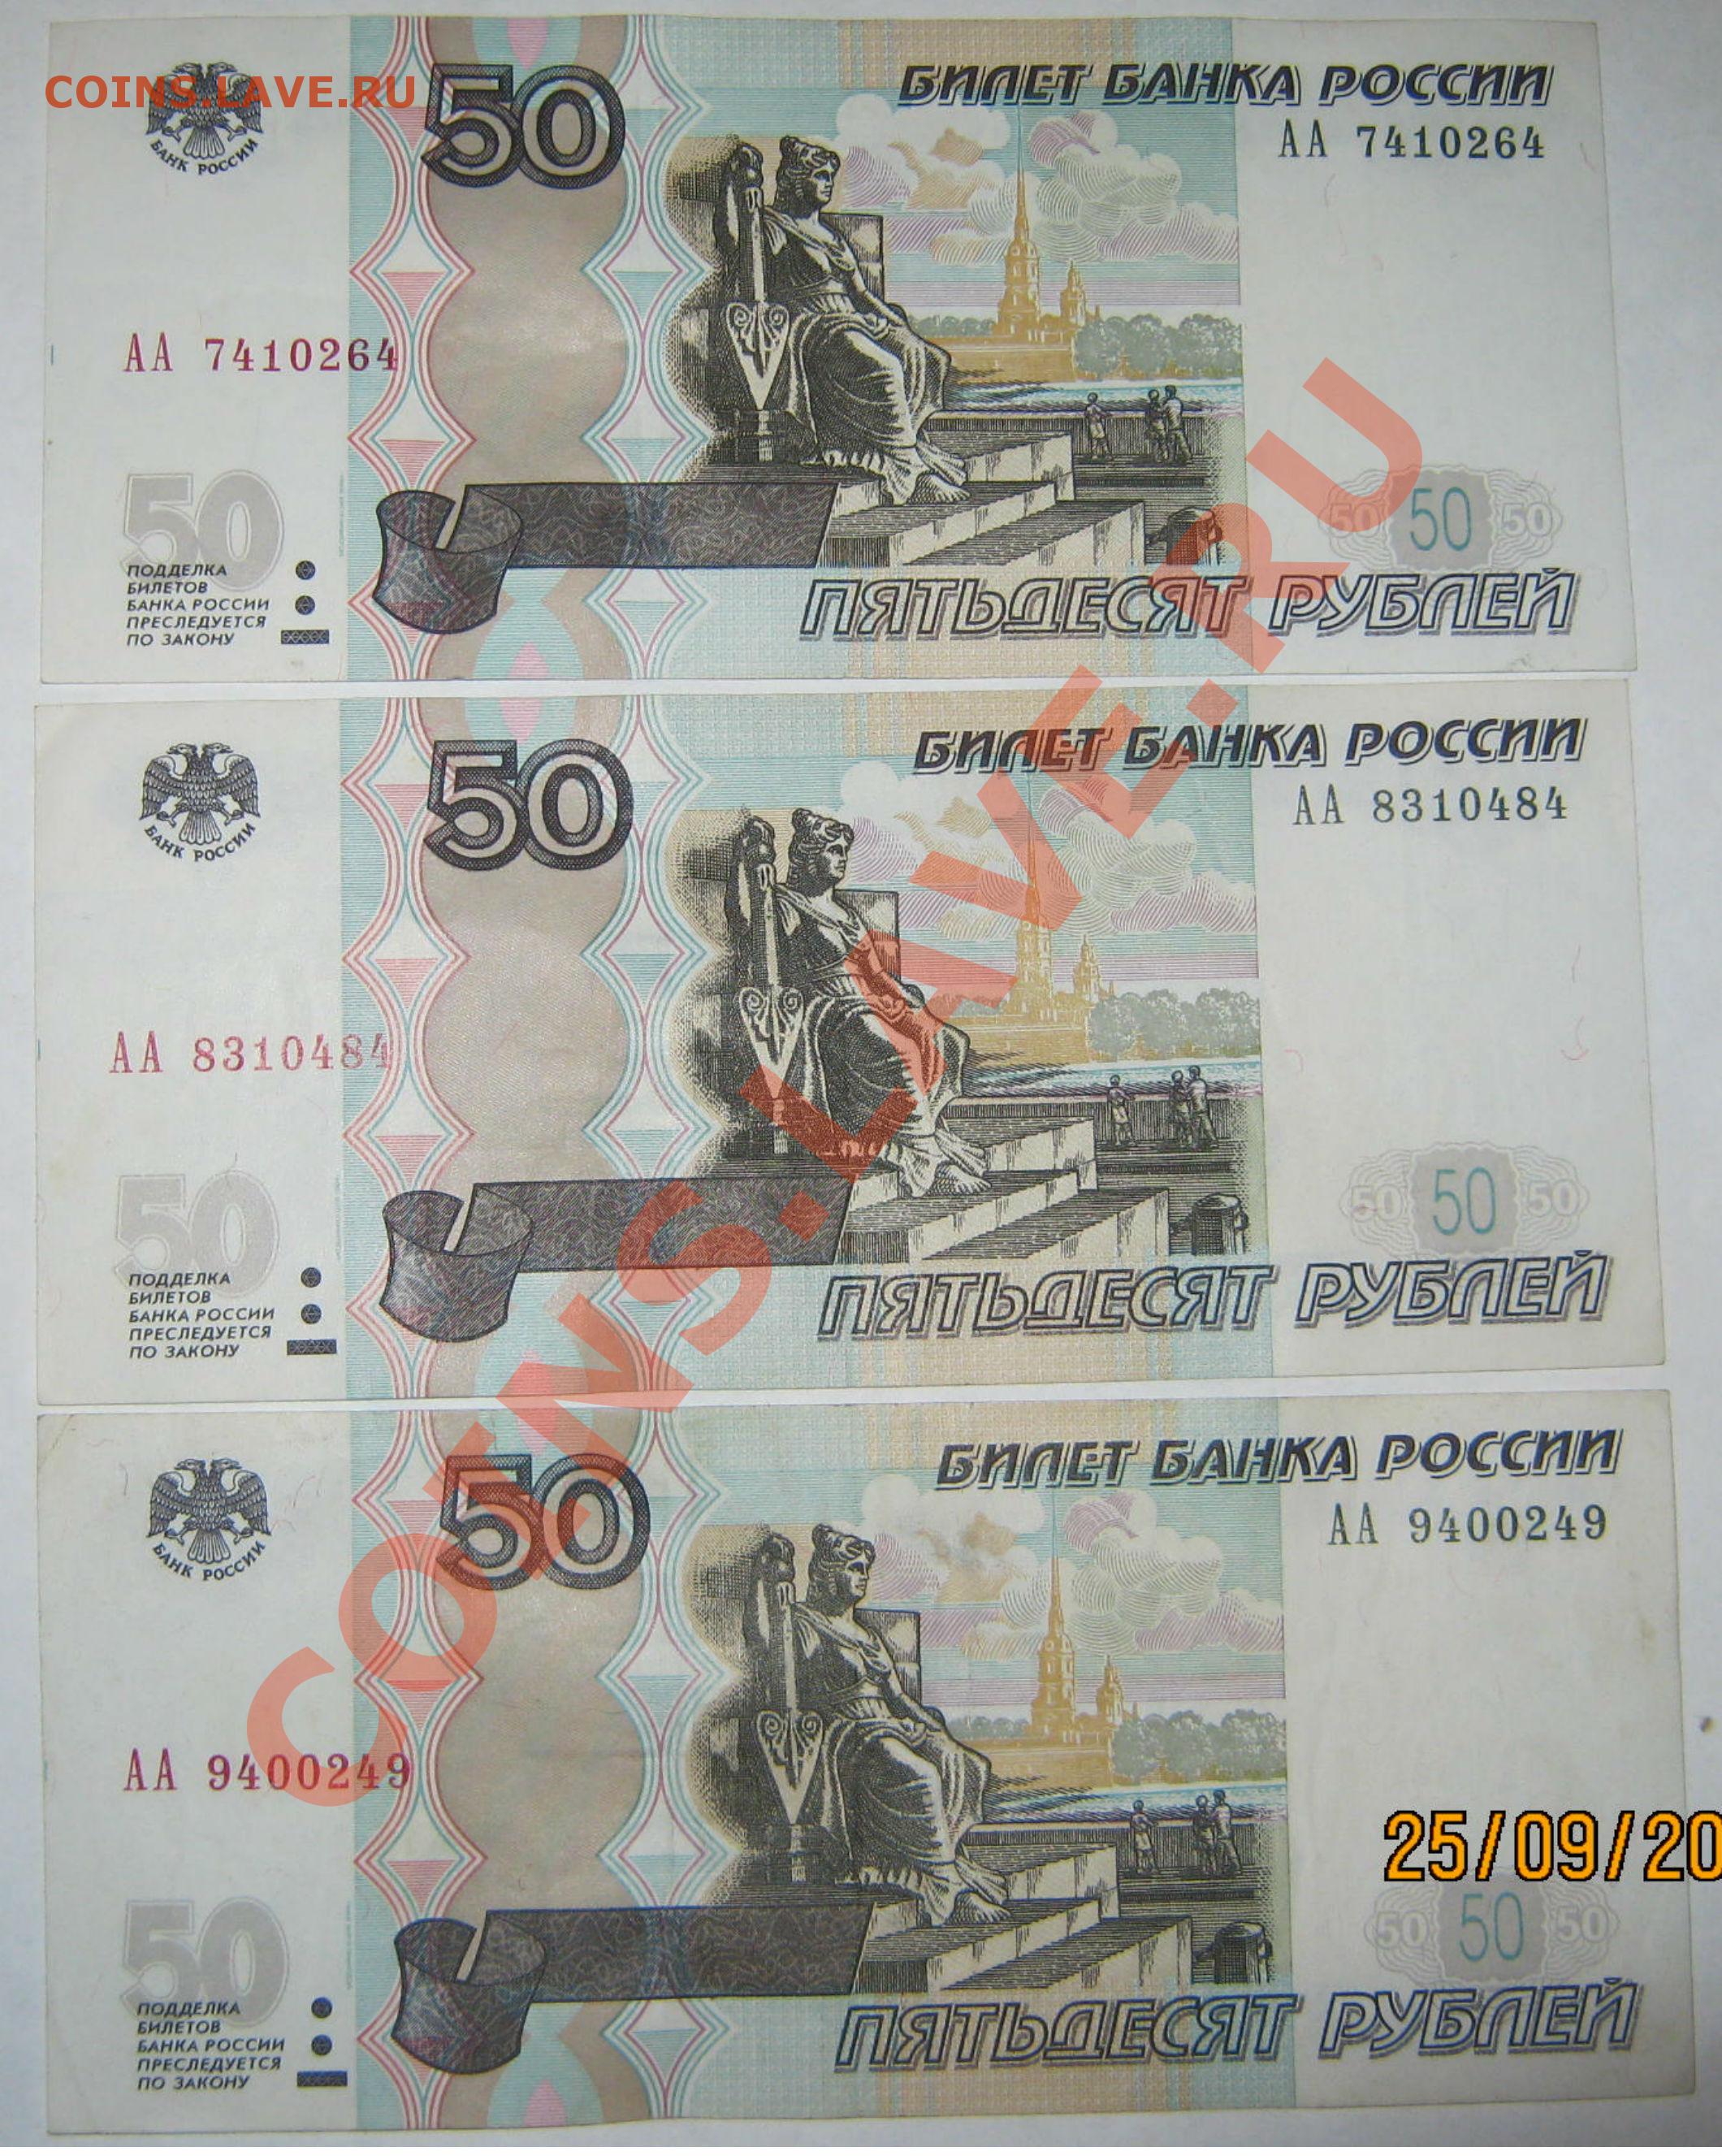 COINS.LAVE.RU
БАНК РОССИИ
50
БИЛЕТ БАНКА РОССИИ
АА 7410264
АА 7410264
50
ПОДДЕЛКА
БИЛЕТОВ
БАНКА РОССИИ
ПРЕСЛЕДУЕТСЯ
ПО ЗАКОНУ
50 50 50
ПЯТЬДЕСЯТ РУБЛЕЙ
БАНК РОССИИ
50
БИЛЕТ БАНКА РОССИИ
АА 8310484
АА 8310484
50
ПОДДЕЛКА
БИЛЕТОВ
БАНКА РОССИИ
ПРЕСЛЕДУЕТСЯ
ПО ЗАКОНУ
50 50 50
ПЯТЬДЕСЯТ РУБЛЕЙ
COINS.LAVE.RU
БАНК РОССИИ
50
БИЛЕТ БАНКА РОССИИ
АА 9400249
АА 9400249
25/09/20
50
ПОДДЕЛКА
БИЛЕТОВ
БАНКА РОССИИ
ПРЕСЛЕДУЕТСЯ
ПО ЗАКОНУ
50 50 50
ПЯТЬДЕСЯТ РУБЛЕЙ